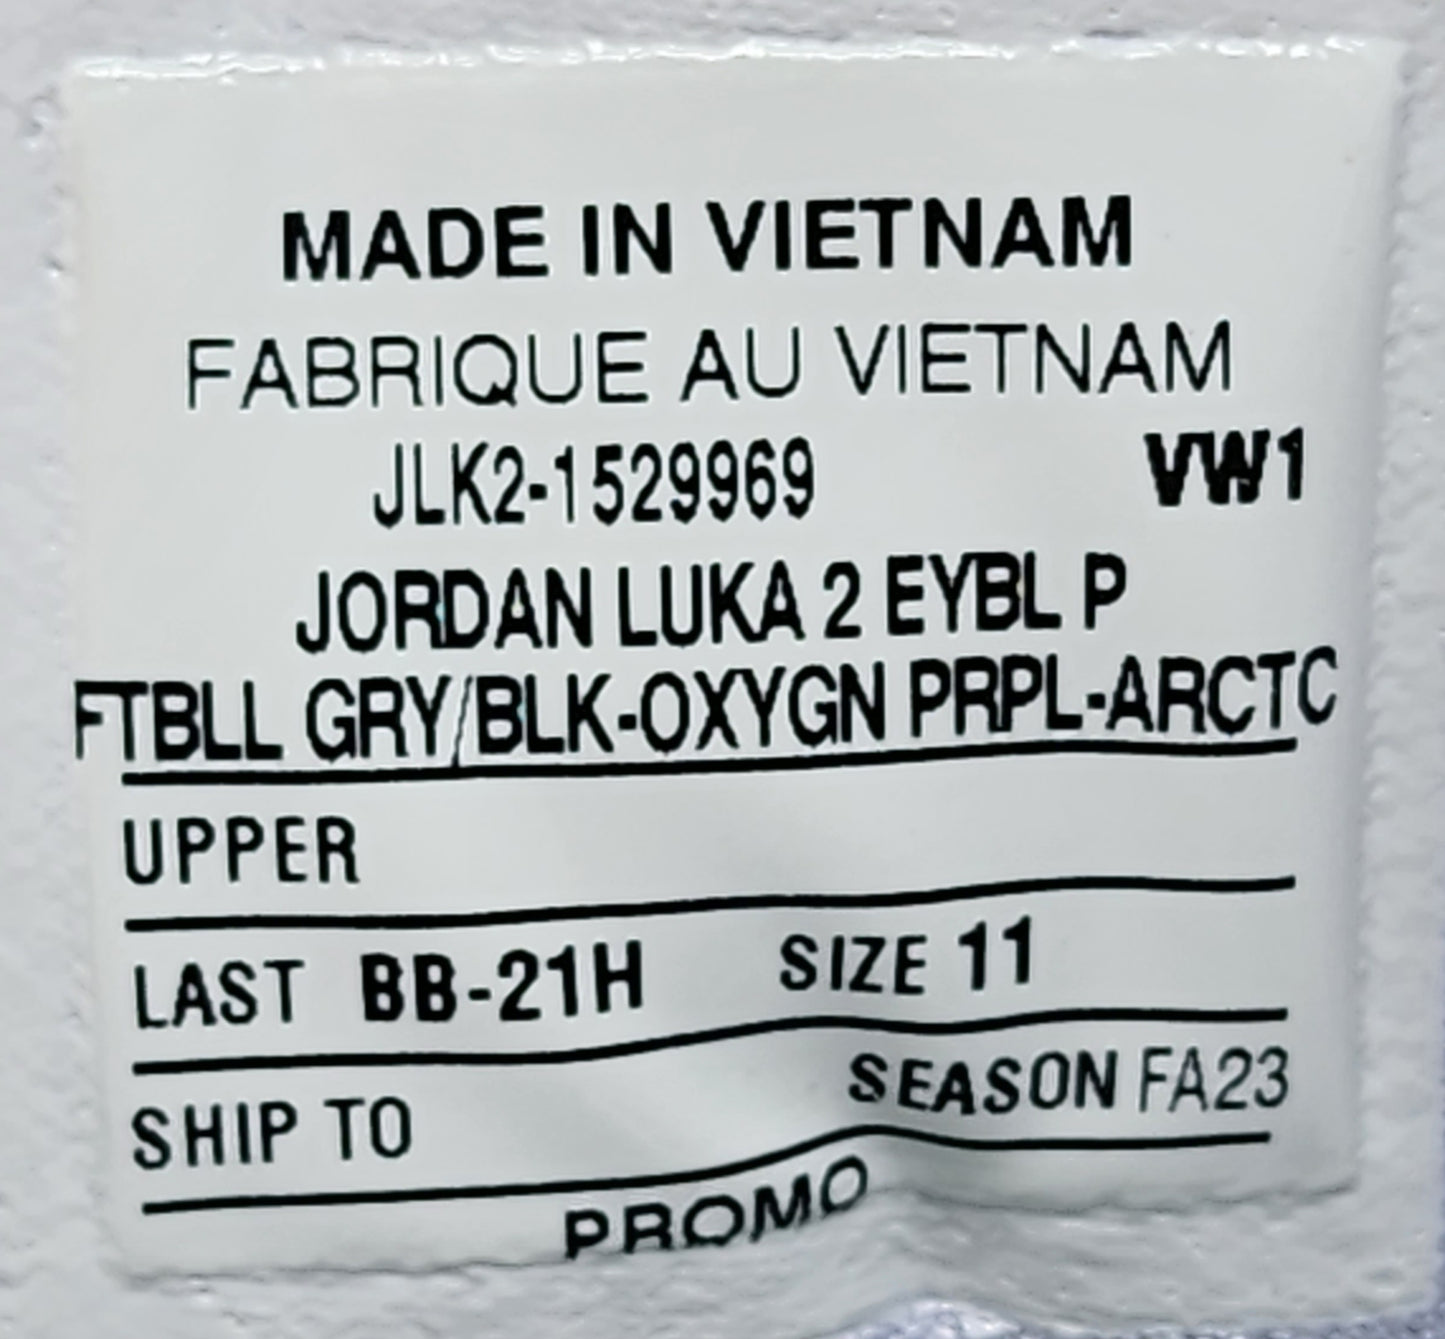 MADE IN VIETNAM
FABRIQUE AU VIETNAM
JLK2-1529969 VW1
JORDAN LUKA 2 EYBL P
FTBLL GRY/BLK-OXYGN PRPL-ARCTC
UPPER
LAST BB-21H SIZE 11
SHIP TO SEASON FA23
PROMO